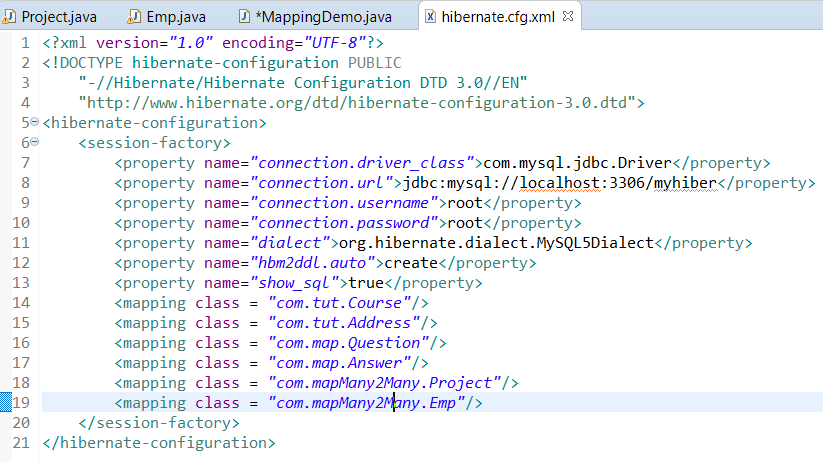 Project.java Emp.java *MappingDemo.java hibernate.cfg.xml
1 <?xml version="1.0" encoding="UTF-8"?>
2 <!DOCTYPE hibernate-configuration PUBLIC
3 "-//Hibernate/Hibernate Configuration DTD 3.0//EN"
4 "http://www.hibernate.org/dtd/hibernate-configuration-3.0.dtd">
5 <hibernate-configuration>
6 <session-factory>
7 <property name="connection.driver_class">com.mysql.jdbc.Driver</property>
8 <property name="connection.url">jdbc:mysql://localhost:3306/myhiber</property>
9 <property name="connection.username">root</property>
10 <property name="connection.password">root</property>
11 <property name="dialect">org.hibernate.dialect.MySQL5Dialect</property>
12 <property name="hbm2ddl.auto">create</property>
13 <property name="show_sql">true</property>
14 <mapping class = "com.tut.Course"/>
15 <mapping class = "com.tut.Address"/>
16 <mapping class = "com.map.Question"/>
17 <mapping class = "com.map.Answer"/>
18 <mapping class = "com.mapMany2Many.Project"/>
19 <mapping class = "com.mapMany2Many.Emp"/>
20 </session-factory>
21 </hibernate-configuration>